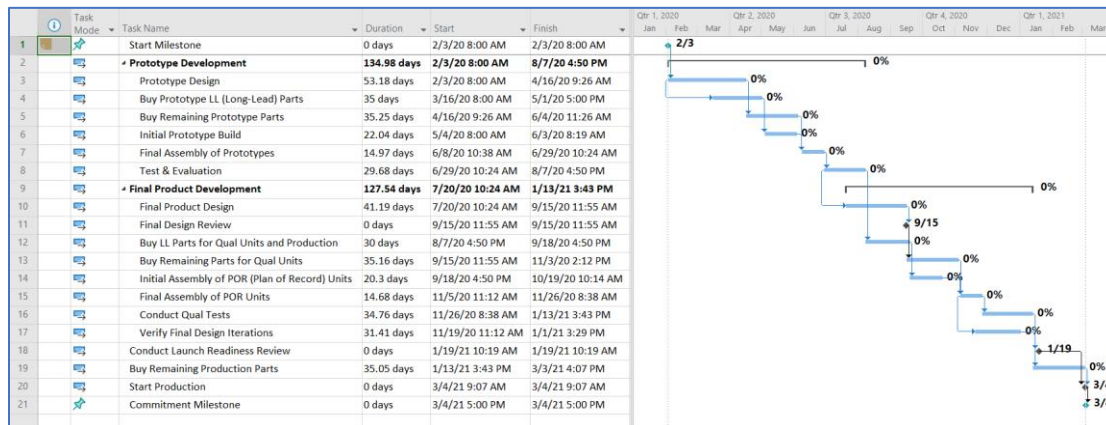 Task Mode Task Name Duration Start Finish
Qtr 1, 2020 Qtr 2, 2020 Qtr 3, 2020 Qtr 4, 2020 Qtr 1, 2021
Jan Feb Mar Apr May Jun Jul Aug Sep Oct Nov Dec Jan Feb Mar
1 Start Milestone 0 days 2/3/20 8:00 AM 2/3/20 8:00 AM 2/3
2 Prototype Development 134.98 days 2/3/20 8:00 AM 8/7/20 4:50 PM 0%
3 Prototype Design 53.18 days 2/3/20 8:00 AM 4/16/20 9:26 AM 0%
4 Buy Prototype LL (Long-Lead) Parts 35 days 3/16/20 8:00 AM 5/1/20 5:00 PM 0%
5 Buy Remaining Prototype Parts 35.25 days 4/16/20 9:26 AM 6/4/20 11:26 AM 0%
6 Initial Prototype Build 22.04 days 5/4/20 8:00 AM 6/3/20 8:19 AM 0%
7 Final Assembly of Prototypes 14.97 days 6/8/20 10:38 AM 6/29/20 10:24 AM 0%
8 Test & Evaluation 29.68 days 6/29/20 10:24 AM 8/7/20 4:50 PM 0%
9 Final Product Development 127.54 days 7/20/20 10:24 AM 1/13/21 3:43 PM 0%
10 Final Product Design 41.19 days 7/20/20 10:24 AM 9/15/20 11:55 AM 0%
11 Final Design Review 0 days 9/15/20 11:55 AM 9/15/20 11:55 AM 9/15
12 Buy LL Parts for Qual Units and Production 30 days 8/7/20 4:50 PM 9/18/20 4:50 PM 0%
13 Buy Remaining Parts for Qual Units 35.16 days 9/15/20 11:55 AM 11/3/20 2:12 PM 0%
14 Initial Assembly of POR (Plan of Record) Units 20.3 days 9/18/20 4:50 PM 10/19/20 10:14 AM 0%
15 Final Assembly of POR Units 14.68 days 11/5/20 11:12 AM 11/26/20 8:38 AM 0%
16 Conduct Qual Tests 34.76 days 11/26/20 8:38 AM 1/13/21 3:43 PM 0%
17 Verify Final Design Iterations 31.41 days 11/19/20 11:12 AM 1/1/21 3:29 PM 0%
18 Conduct Launch Readiness Review 0 days 1/19/21 10:19 AM 1/19/21 10:19 AM 1/19
19 Buy Remaining Production Parts 35.05 days 1/13/21 3:43 PM 3/3/21 4:07 PM 0%
20 Start Production 0 days 3/4/21 9:07 AM 3/4/21 9:07 AM 3/4
21 Commitment Milestone 0 days 3/4/21 5:00 PM 3/4/21 5:00 PM 3/4